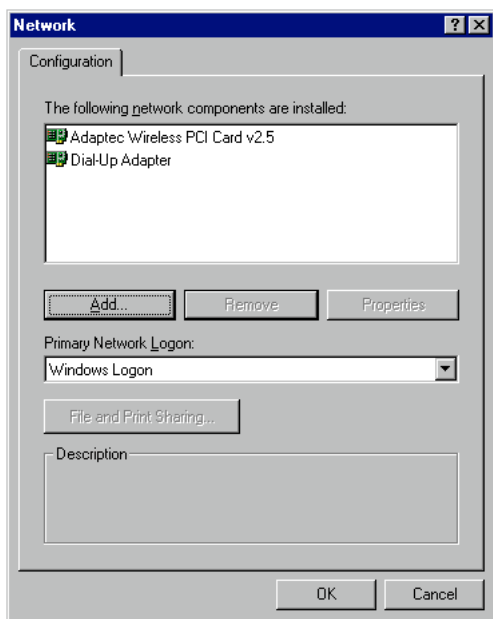 Network
Configuration
The following network components are installed:
Adaptec Wireless PCI Card v2.5
Dial-Up Adapter
Add...
Remove
Properties
Primary Network Logon:
Windows Logon
File and Print Sharing...
Description
OK
Cancel